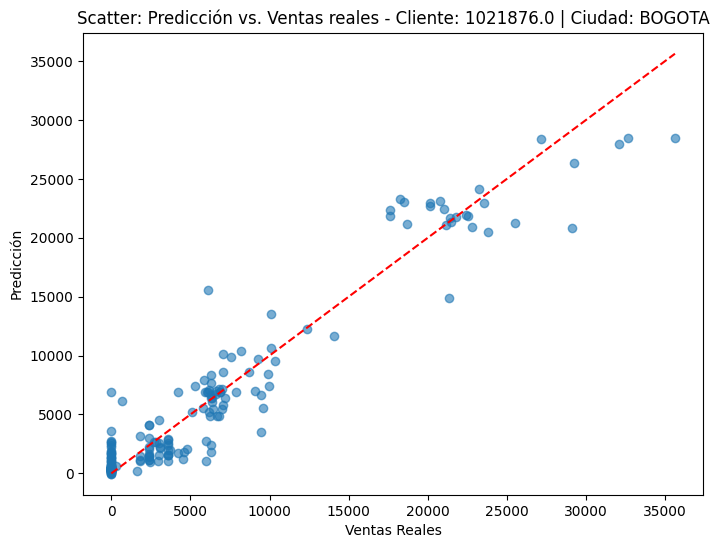 Scatter: Predicción vs. Ventas reales - Cliente: 1021876.0 | Ciudad: BOGOTA
35000
30000
25000
20000
15000
10000
5000
0
Predicción
0 5000 10000 15000 20000 25000 30000 35000
Ventas Reales